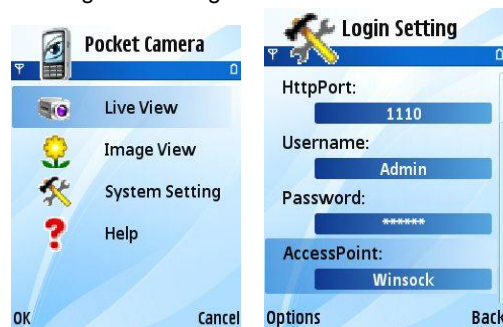 Pocket Camera
Live View
Image View
System Setting
Help
OK
Cancel
Login Setting
HttpPort:
1110
Username:
Admin
Password:
******
AccessPoint:
Winsock
Options
Back